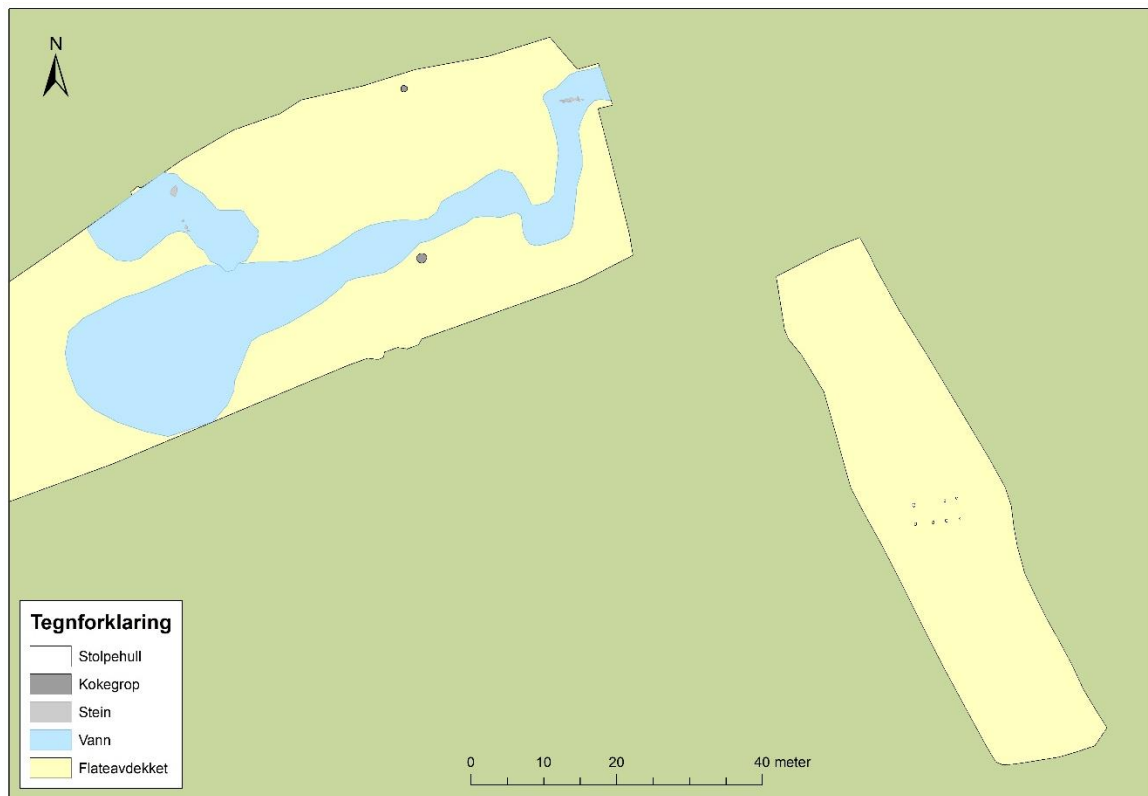 N
Tegnforklaring
Stolpehull
Kokegrop
Stein
Vann
Flateavdekket
0 10 20 40 meter